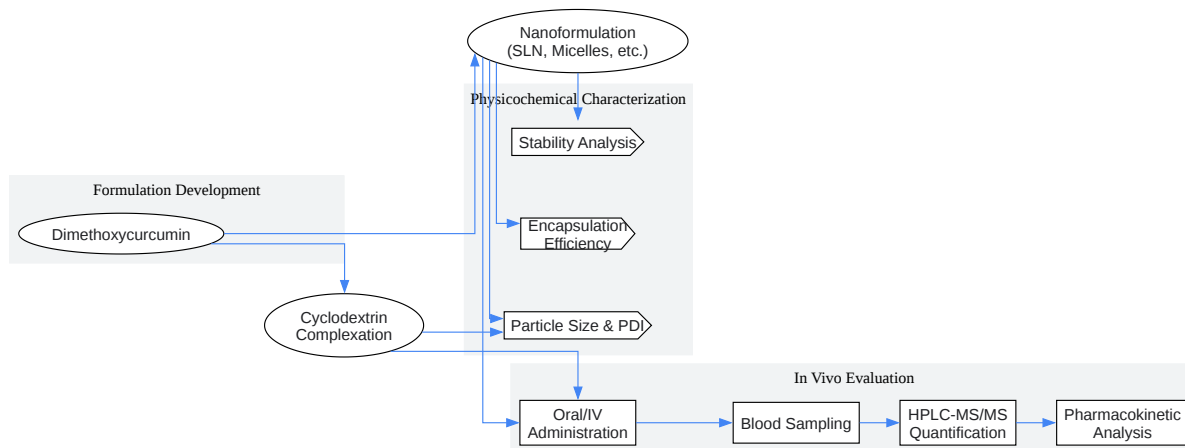 Nanoformulation
(SLN, Micelles, etc.)
Physicochemical Characterization
Stability Analysis
Formulation Development
Dimethoxycurcumin
Encapsulation
Efficiency
Cyclodextrin
Complexation
Particle Size & PDI
In Vivo Evaluation
Oral/IV
Administration
Blood Sampling
HPLC-MS/MS
Quantification
Pharmacokinetic
Analysis